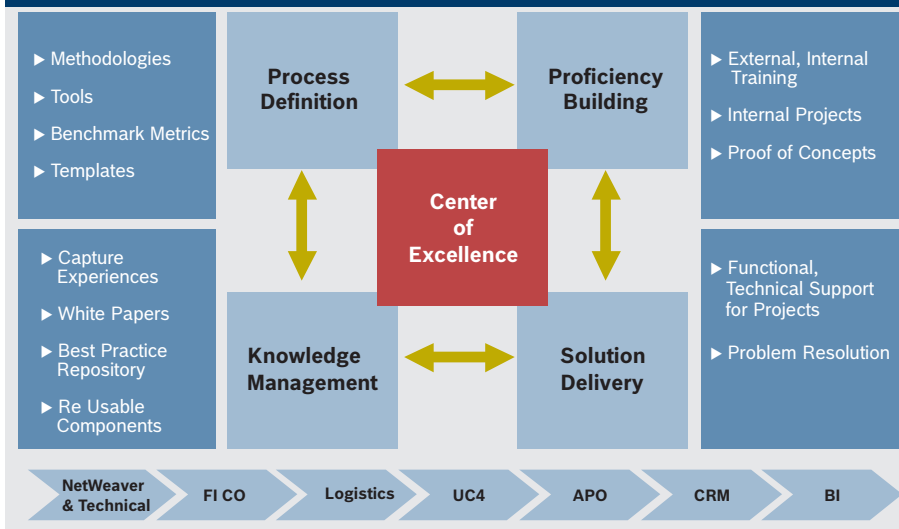 Methodologies
Tools
Benchmark Metrics
Templates
Process
Definition
Proficiency
Building
External, Internal
Training
Internal Projects
Proof of Concepts
Center
of
Excellence
Capture
Experiences
White Papers
Best Practice
Repository
Re Usable
Components
Knowledge
Management
Solution
Delivery
Functional,
Technical Support
for Projects
Problem Resolution
NetWeaver
& Technical
FI CO
Logistics
UC4
APO
CRM
BI